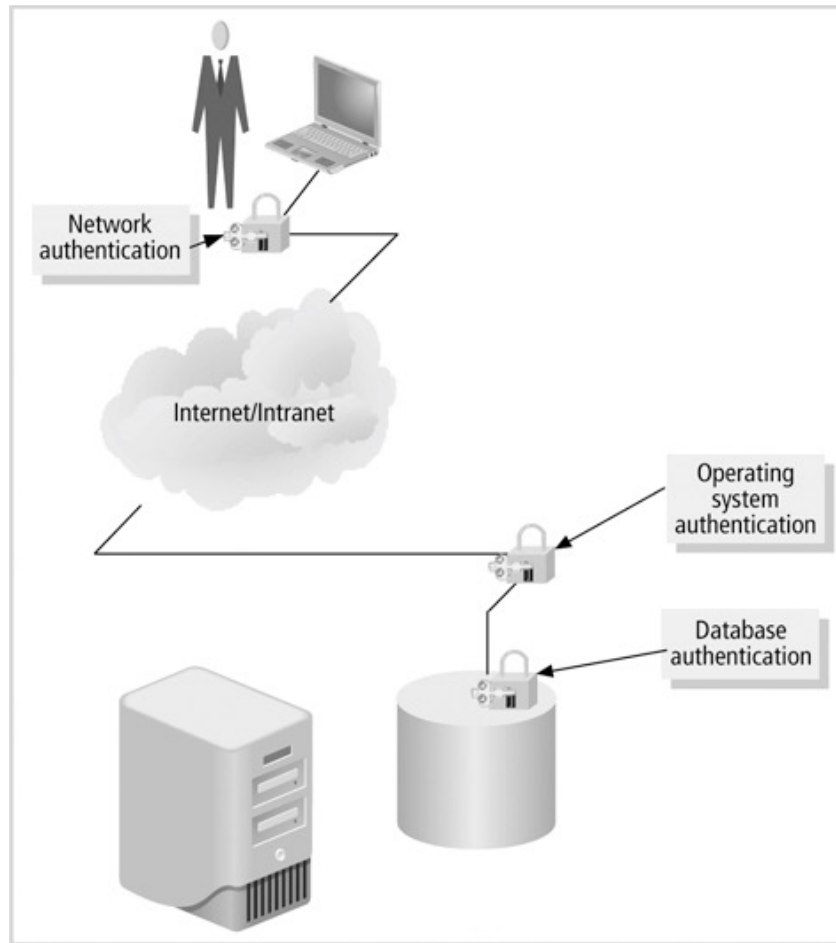 Network
authentication
Internet/Intranet
Operating
system
authentication
Database
authentication